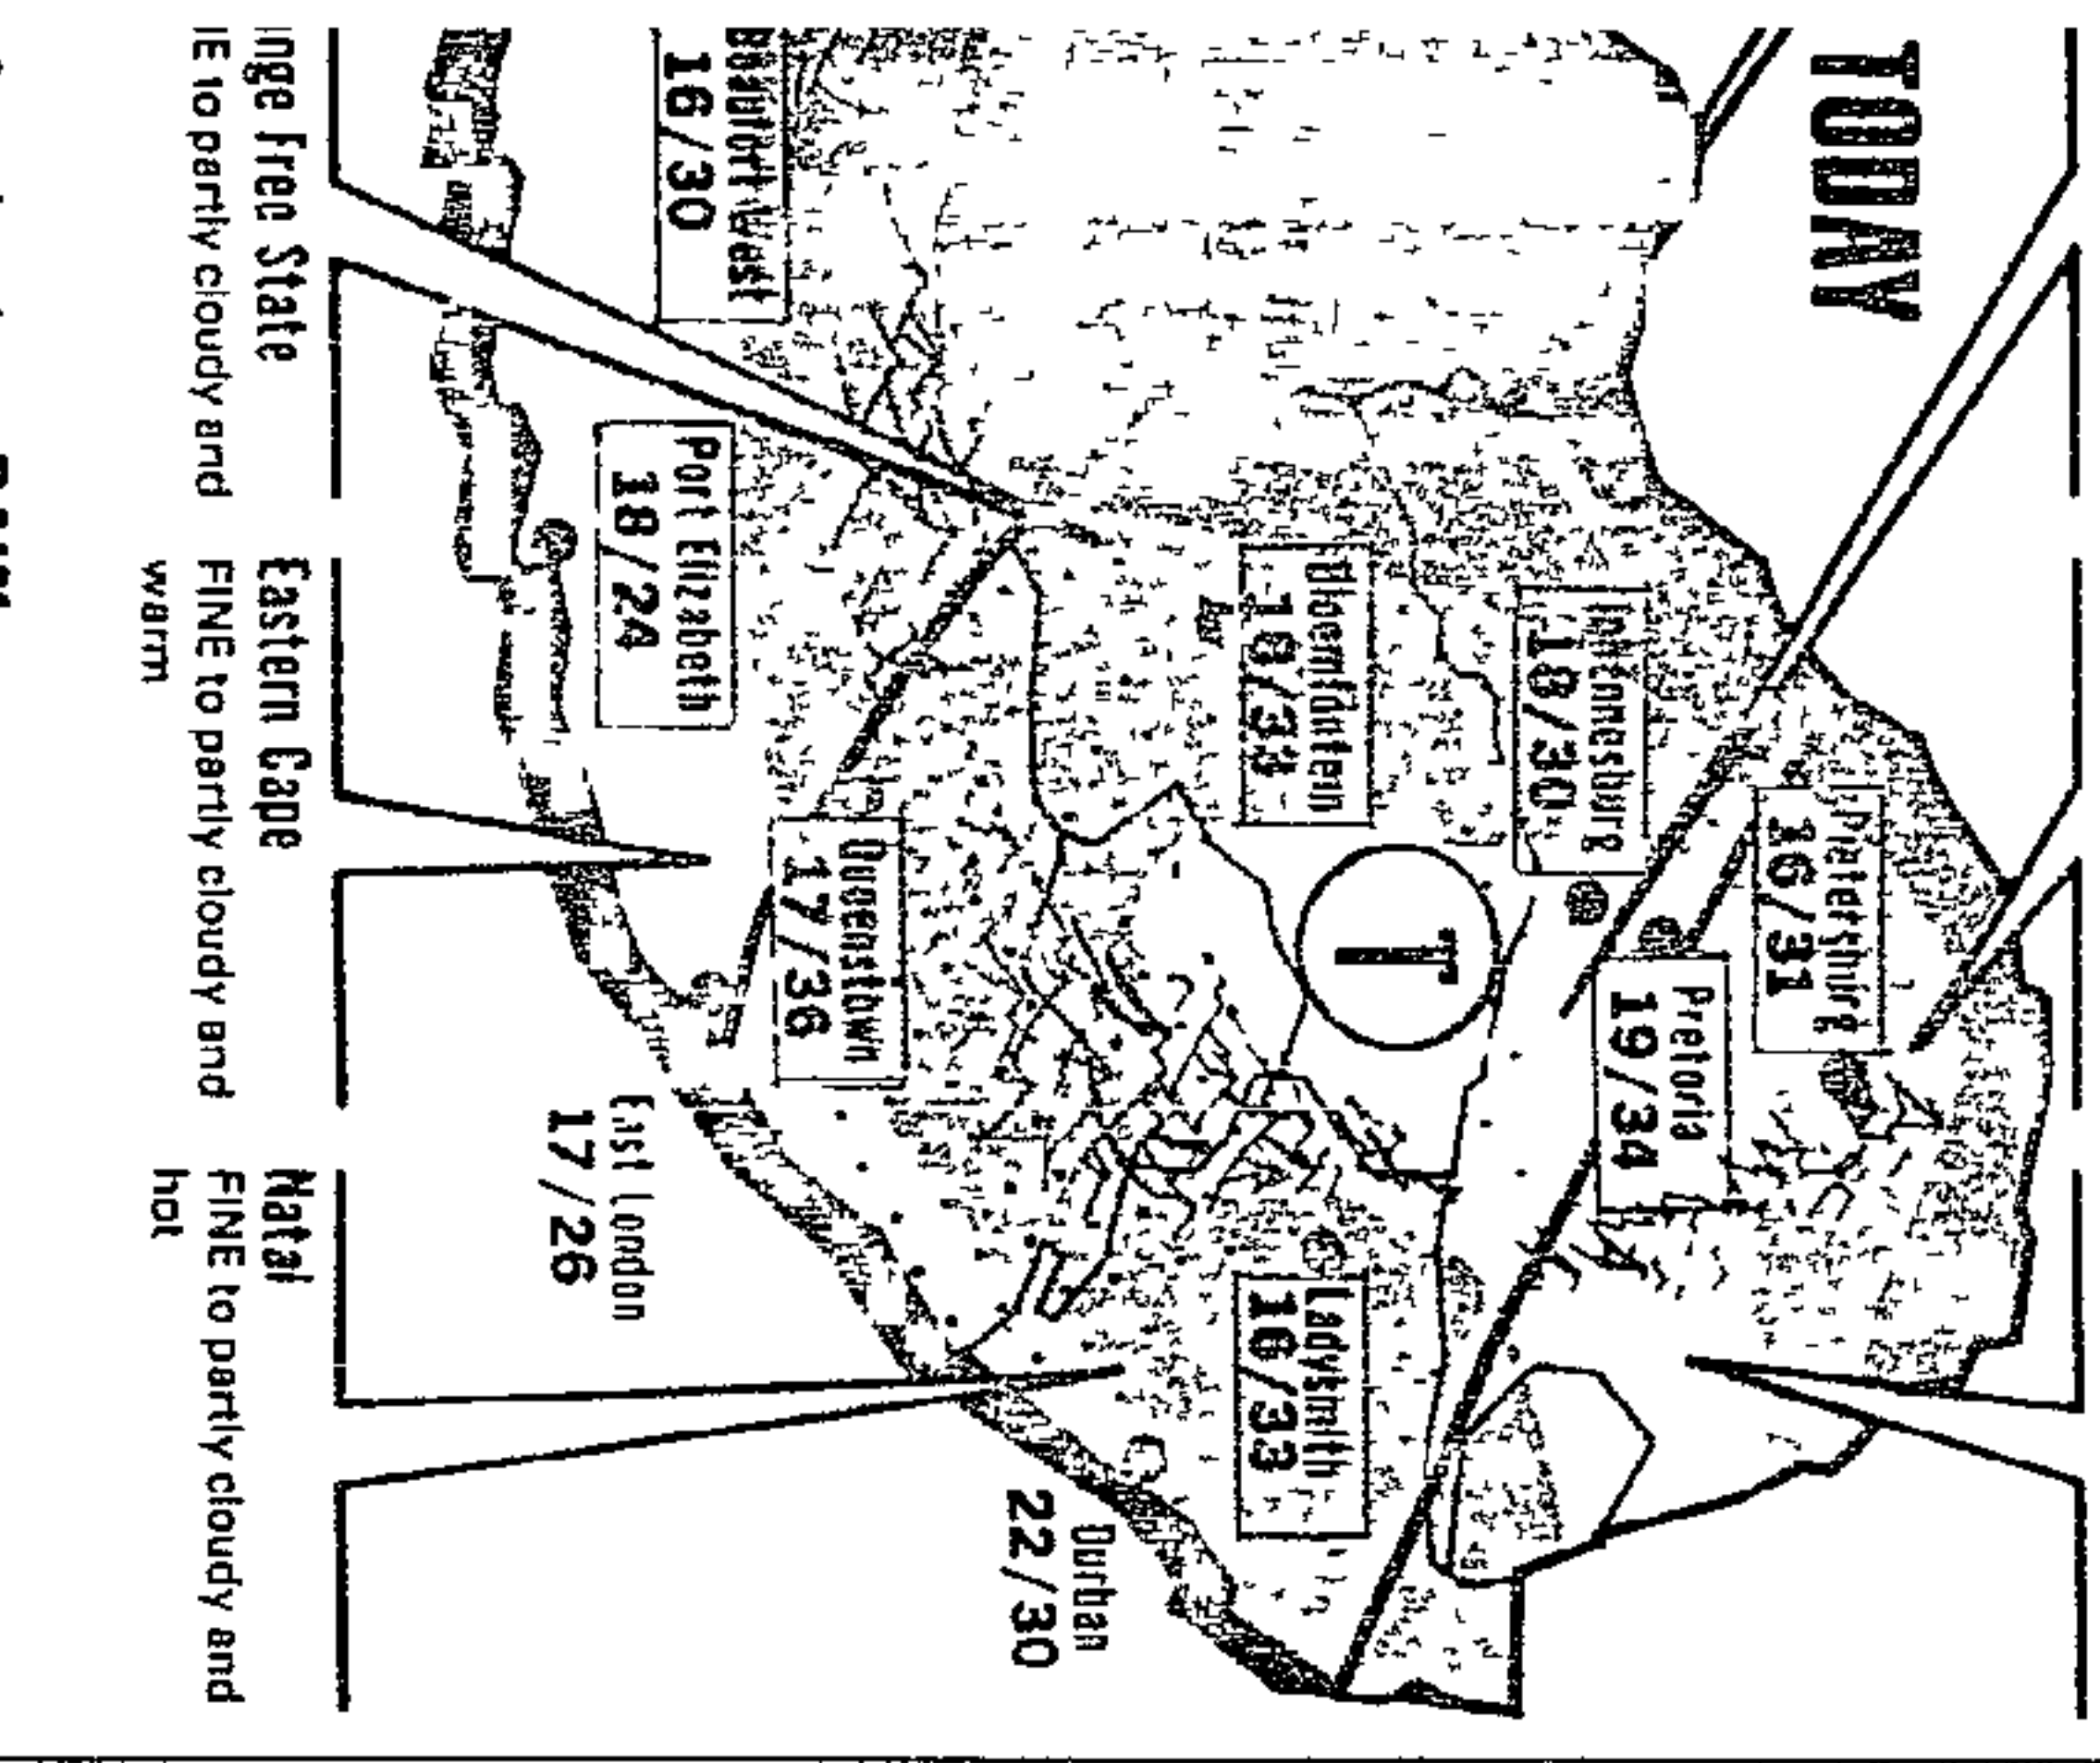 TODAY
Pietersburg
16/31
Pretoria
19/34
Johannesburg
18/30
Bloemfontein
Ladysmith
16/33
Durban
22/30
Queenstown
17/36
Beaufort West
16/30
Port Elizabeth
18/24
East London
17/26
T
nge Free State
IE to partly cloudy and
Eastern Cape
FINE to partly cloudy and
warm
Natal
FINE to partly cloudy and
hot